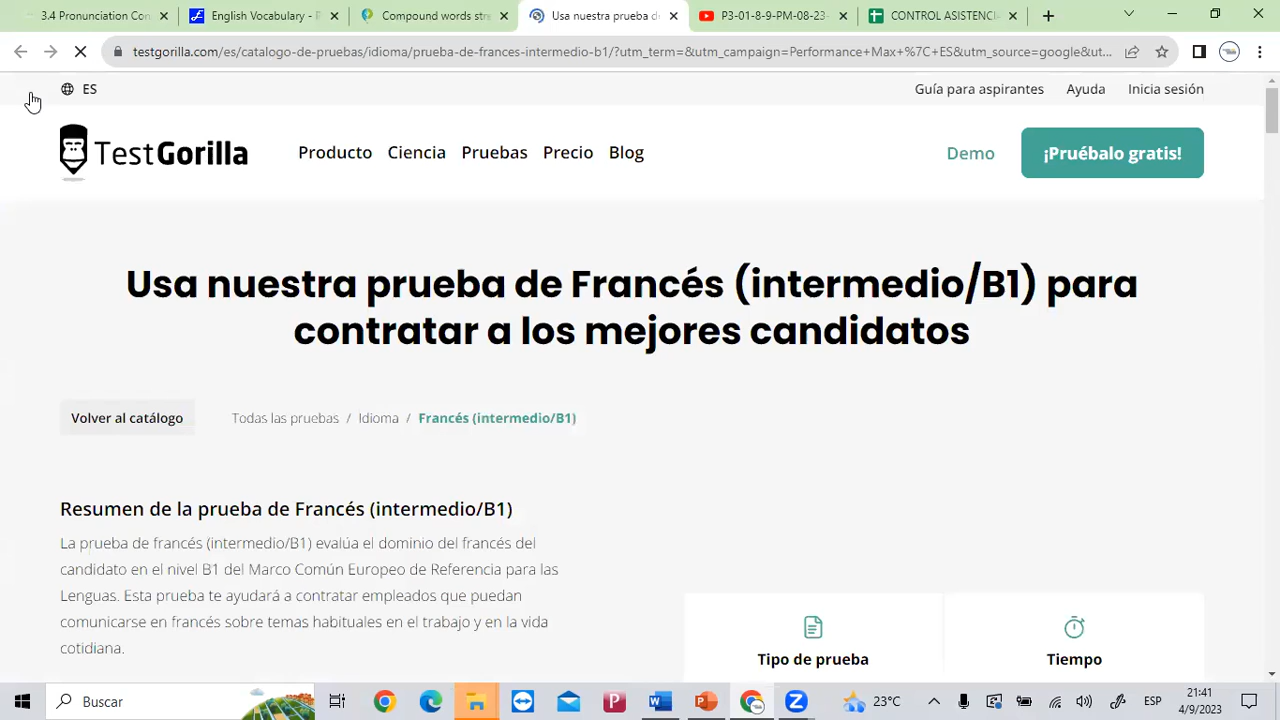 3.4 Pronunciation Con
English Vocabulary - P
Compound words stre
Usa nuestra prueba de
P3-01-8-9-PM-08-23-
CONTROL ASISTENCIA
testgorilla.com/es/catalogo-de-pruebas/idioma/prueba-de-frances-intermedio-b1/?utm_term=&utm_campaign=Performance+Max+%7C+ES&utm_source=google&ut...
ES
Guía para aspirantes
Ayuda
Inicia sesión
TestGorilla
Producto
Ciencia
Pruebas
Precio
Blog
Demo
¡Pruébalo gratis!
Usa nuestra prueba de Francés (intermedio/B1) para
contratar a los mejores candidatos
Volver al catálogo
Todas las pruebas / Idioma / Francés (intermedio/B1)
Resumen de la prueba de Francés (intermedio/B1)
La prueba de francés (intermedio/B1) evalúa el dominio del francés del
candidato en el nivel B1 del Marco Común Europeo de Referencia para las
Lenguas. Esta prueba te ayudará a contratar empleados que puedan
comunicarse en francés sobre temas habituales en el trabajo y en la vida
cotidiana.
Tipo de prueba
Tiempo
Buscar
23°C
ESP
21:41
4/9/2023